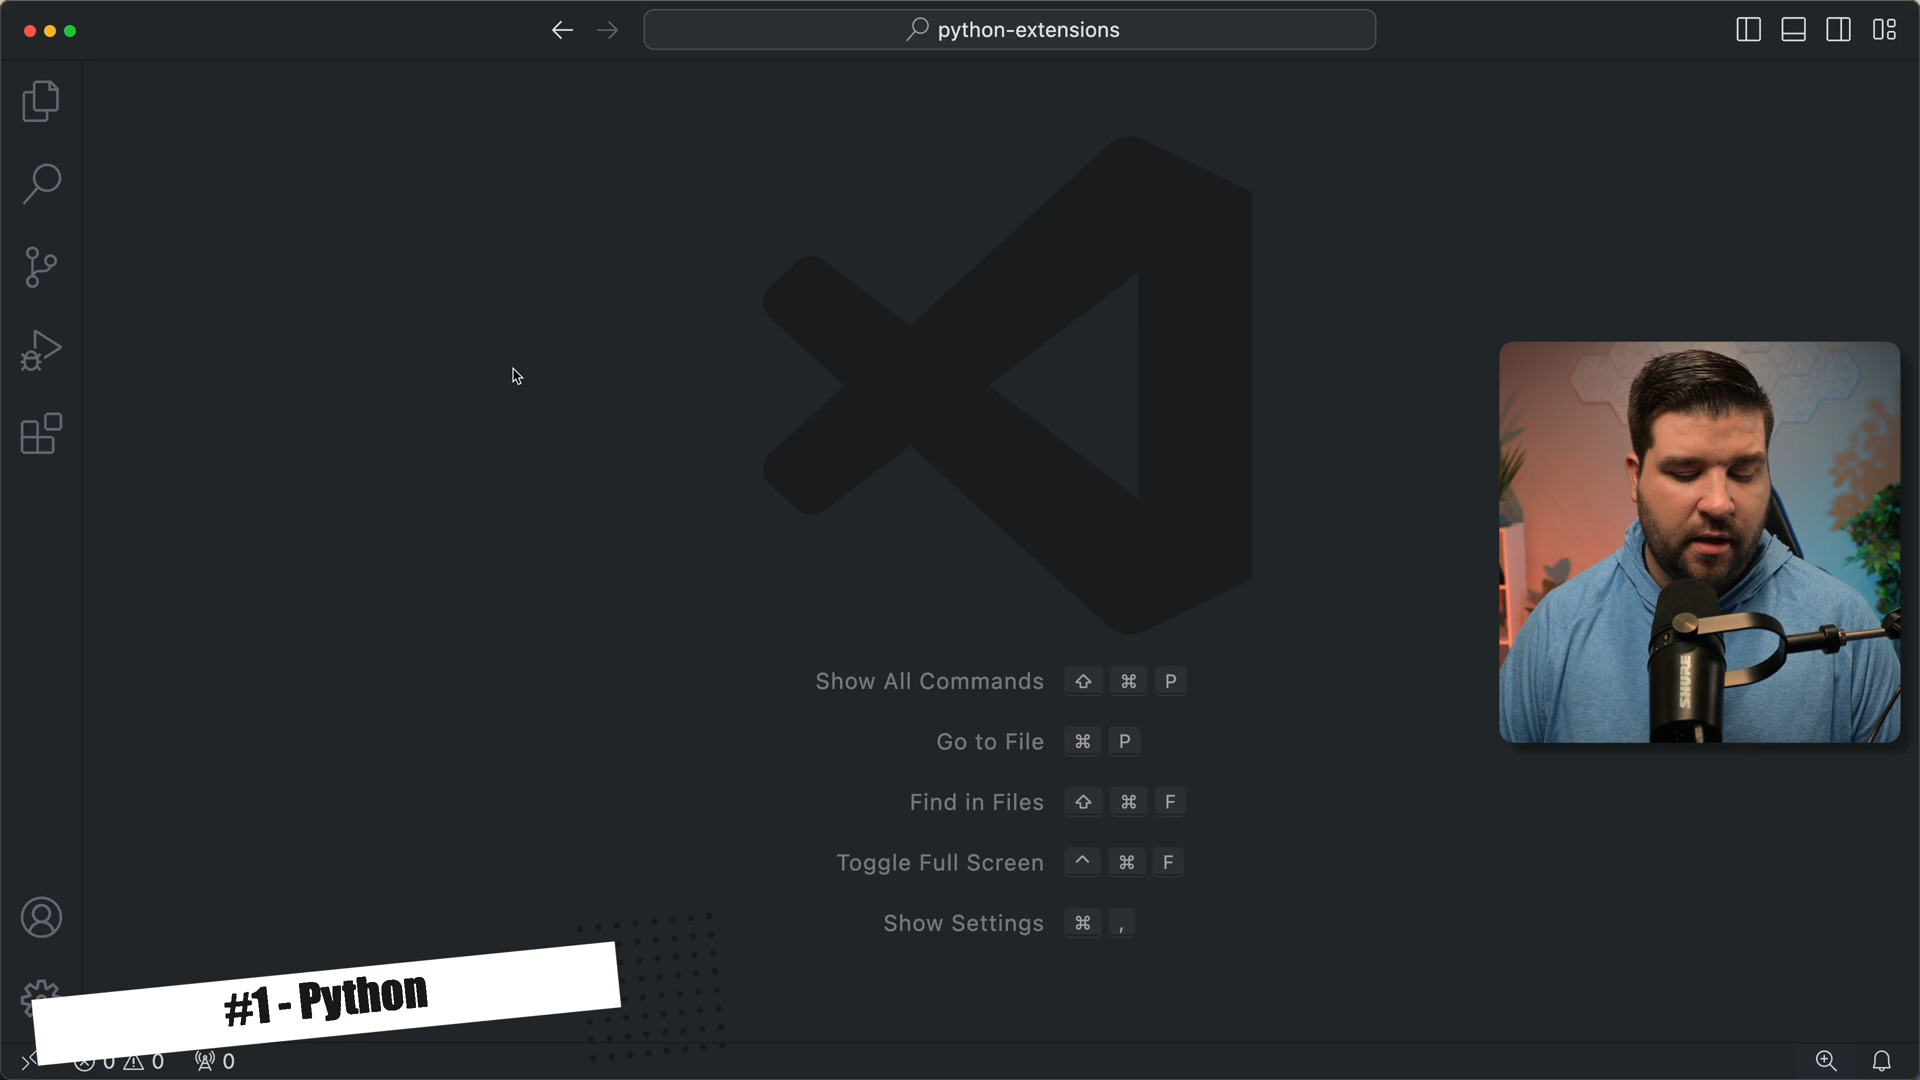 python-extensions
Show All Commands ⇧ ⌘ P
Go to File ⌘ P
Find in Files ⇧ ⌘ F
Toggle Full Screen ^ ⌘ F
Show Settings ⌘ ,
SHURE
#1 - Python
0 0 0